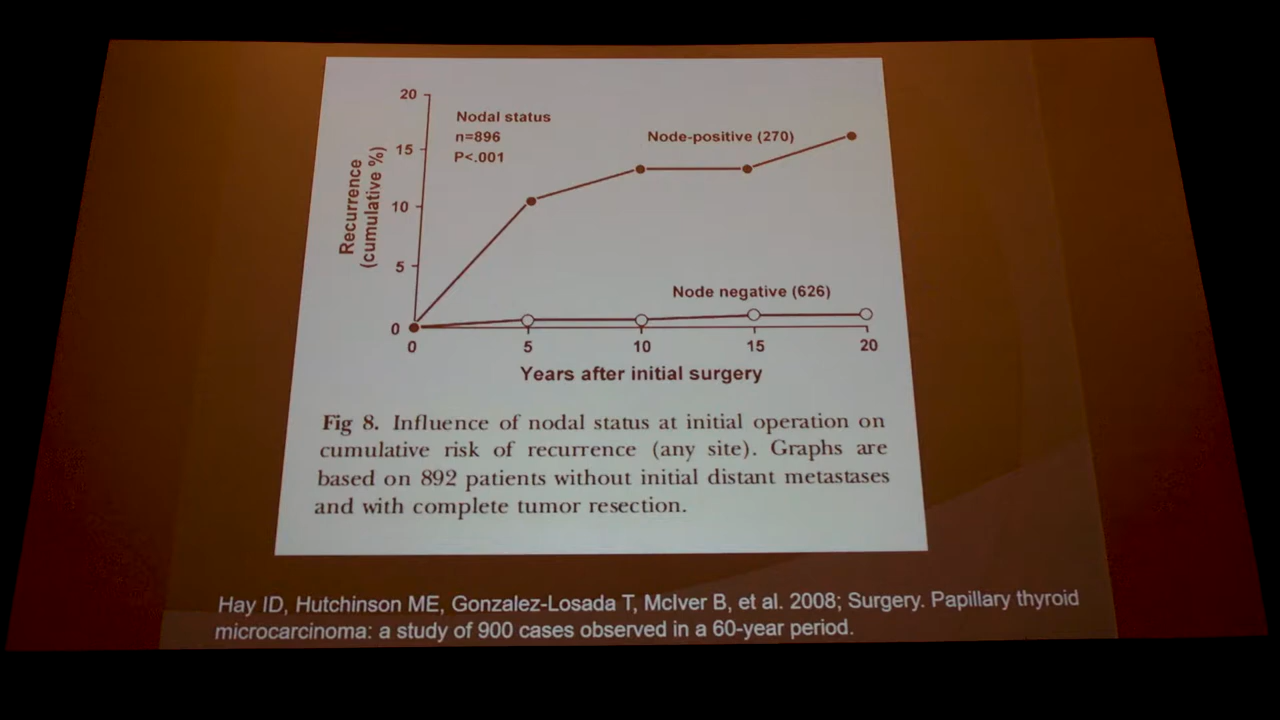 20
Nodal status
n=896
P<.001
Node-positive (270)
15
10
5
0
Recurrence
(cumulative %)
Node negative (626)
0 5 10 15 20
Years after initial surgery
Fig 8. Influence of nodal status at initial operation on
cumulative risk of recurrence (any site). Graphs are
based on 892 patients without initial distant metastases
and with complete tumor resection.
Hay ID, Hutchinson ME, Gonzalez-Losada T, McIver B, et al. 2008; Surgery. Papillary thyroid
microcarcinoma: a study of 900 cases observed in a 60-year period.